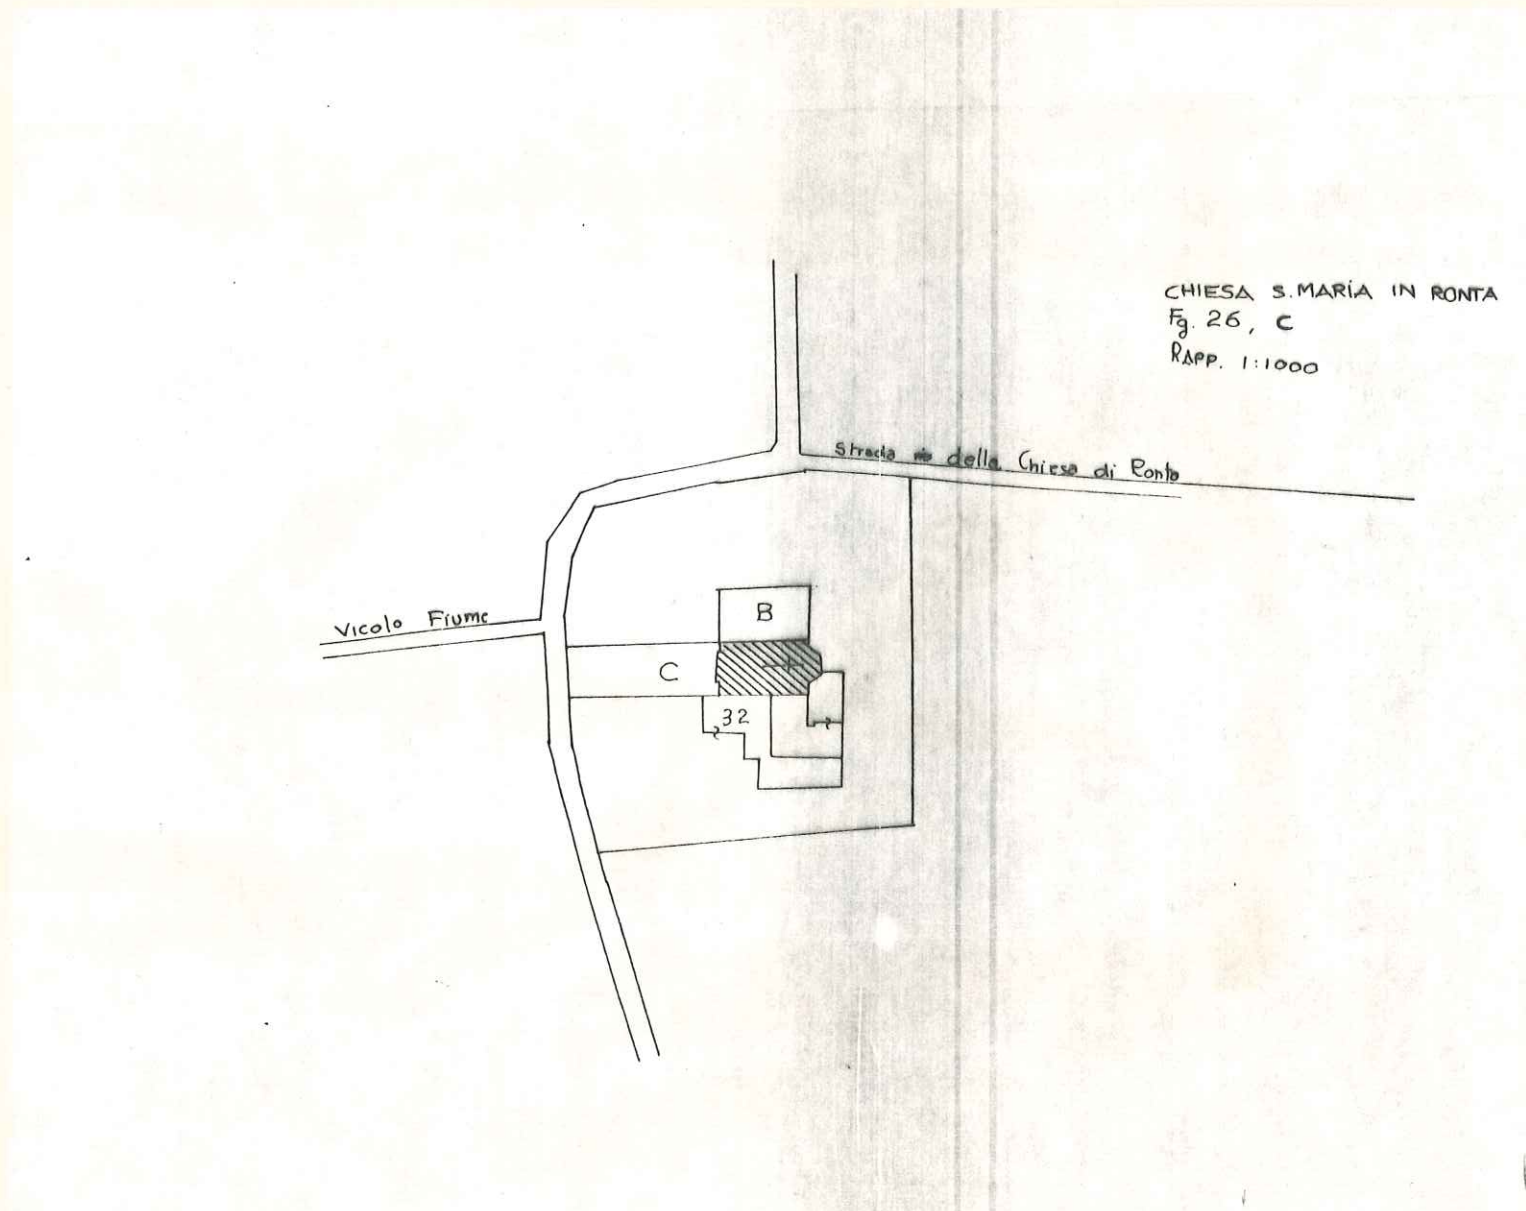 CHIESA S. MARIA IN RONTA
Fg. 26, C
RAPP. 1:1000
Strada della Chiesa di Ronta
Vicolo Fiume
B
C
32